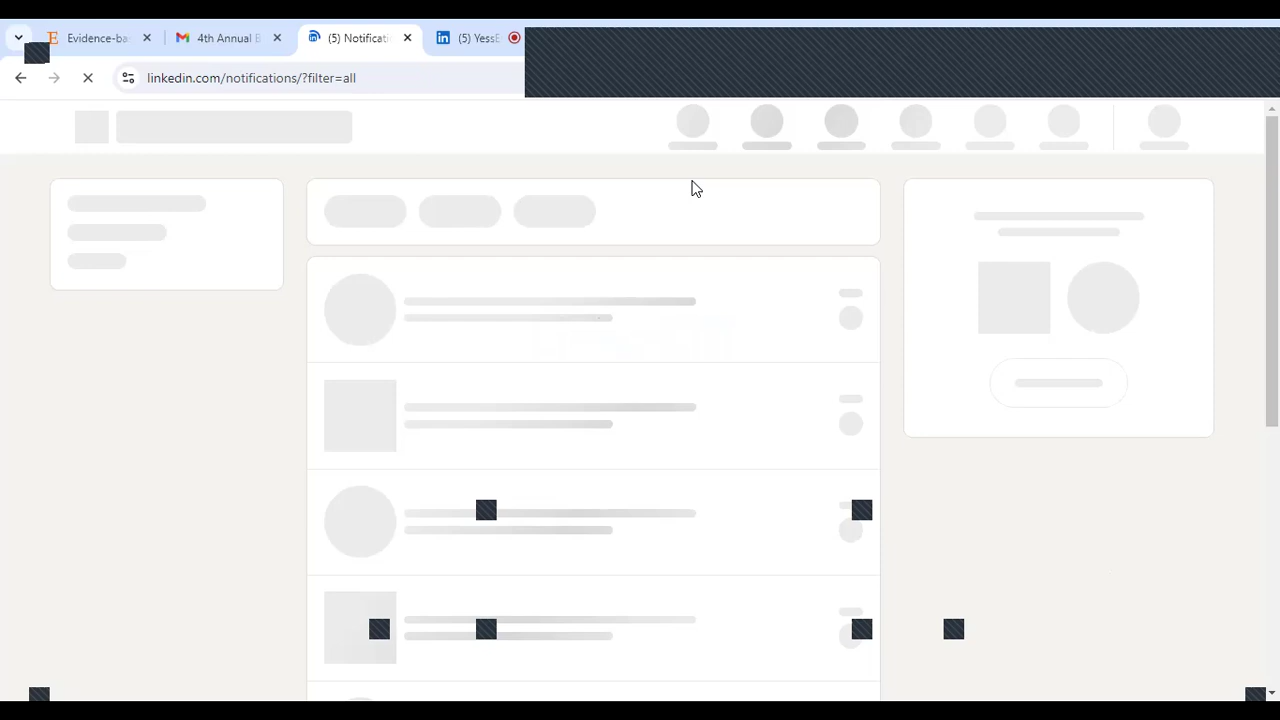 Evidence-ba
4th Annual
(5) Notificati
(5) YessE
linkedin.com/notifications/?filter=all